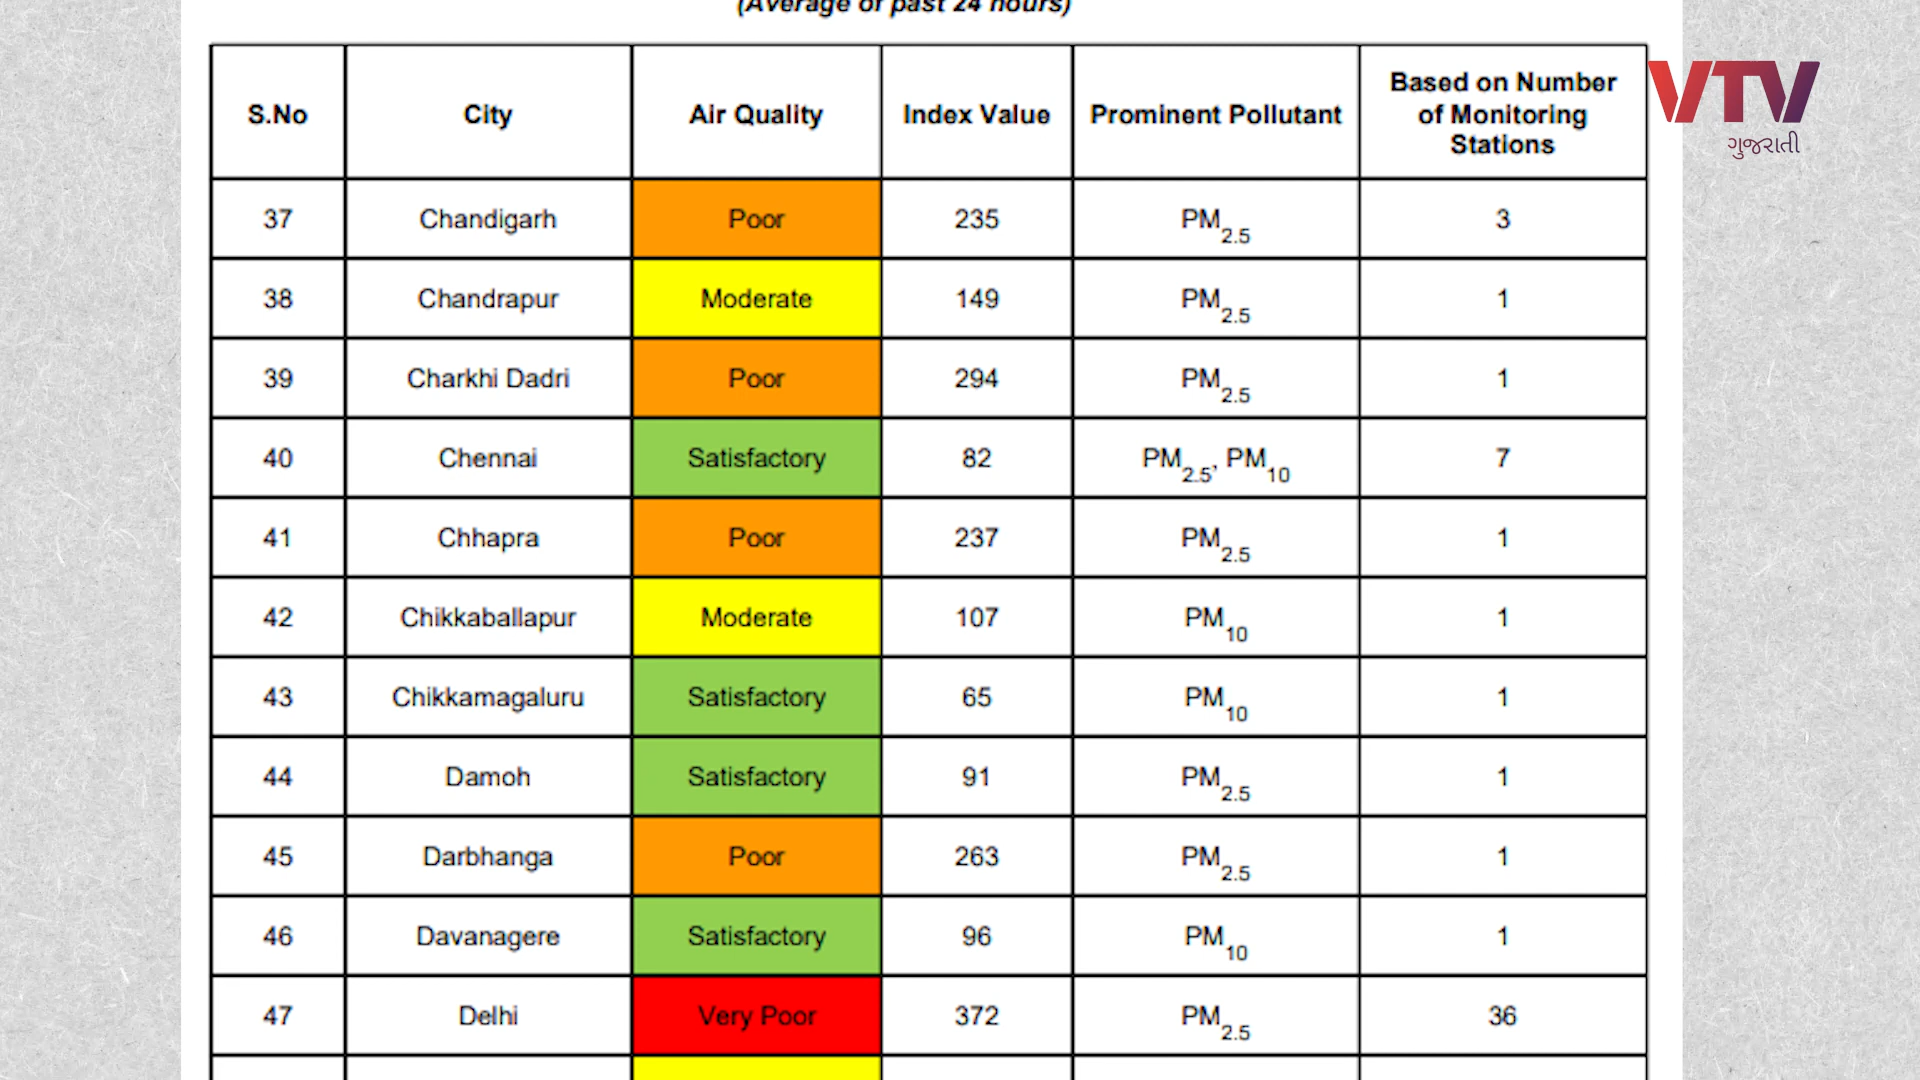 (Average of past 24 hours)
S.No City Air Quality Index Value Prominent Pollutant Based on Number of Monitoring Stations
VTV
ગુજરાતી
37 Chandigarh Poor 235 PM2.5 3
38 Chandrapur Moderate 149 PM2.5 1
39 Charkhi Dadri Poor 294 PM2.5 1
40 Chennai Satisfactory 82 PM2.5, PM10 7
41 Chhapra Poor 237 PM2.5 1
42 Chikkaballapur Moderate 107 PM10 1
43 Chikkamagaluru Satisfactory 65 PM10 1
44 Damoh Satisfactory 91 PM2.5 1
45 Darbhanga Poor 263 PM2.5 1
46 Davanagere Satisfactory 96 PM10 1
47 Delhi Very Poor 372 PM2.5 36